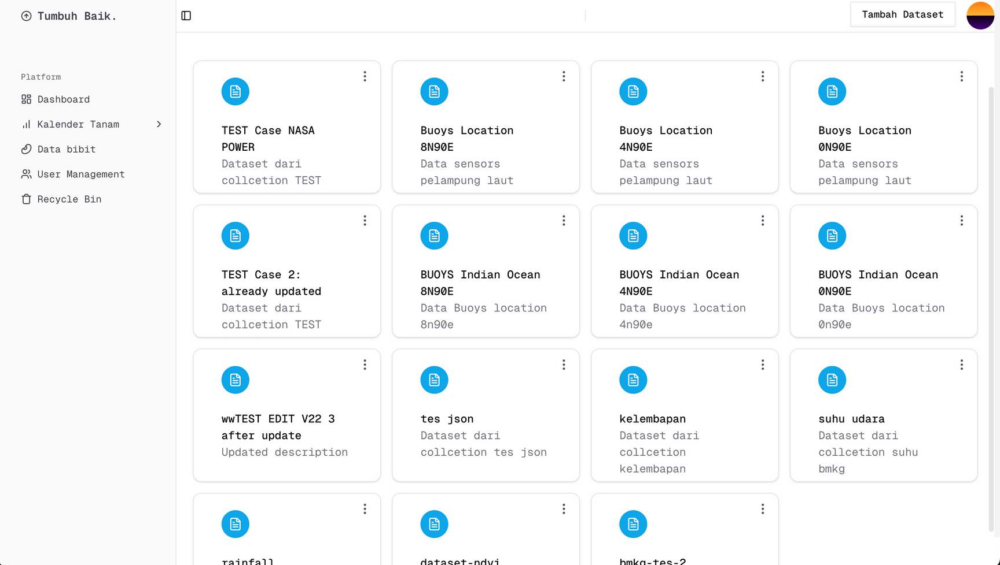 Tumbuh Baik.
Tambah Dataset
Platform
Dashboard
Kalender Tanam
Data bibit
User Management
Recycle Bin
TEST Case NASA
POWER
Dataset dari
collcetion TEST
Buoys Location
8N90E
Data sensors
pelampung laut
Buoys Location
4N90E
Data sensors
pelampung laut
Buoys Location
0N90E
Data sensors
pelampung laut
TEST Case 2:
already updated
Dataset dari
collcetion TEST
BUOYS Indian Ocean
8N90E
Data Buoys location
8n90e
BUOYS Indian Ocean
4N90E
Data Buoys location
4n90e
BUOYS Indian Ocean
0N90E
Data Buoys location
0n90e
wwTEST EDIT V22 3
after update
Updated description
tes json
Dataset dari
collcetion tes json
kelembapan
Dataset dari
collcetion
kelembapan
suhu udara
Dataset dari
collcetion suhu
bmkg
rainfall
dataset-ndvi
bmkg-tes-2